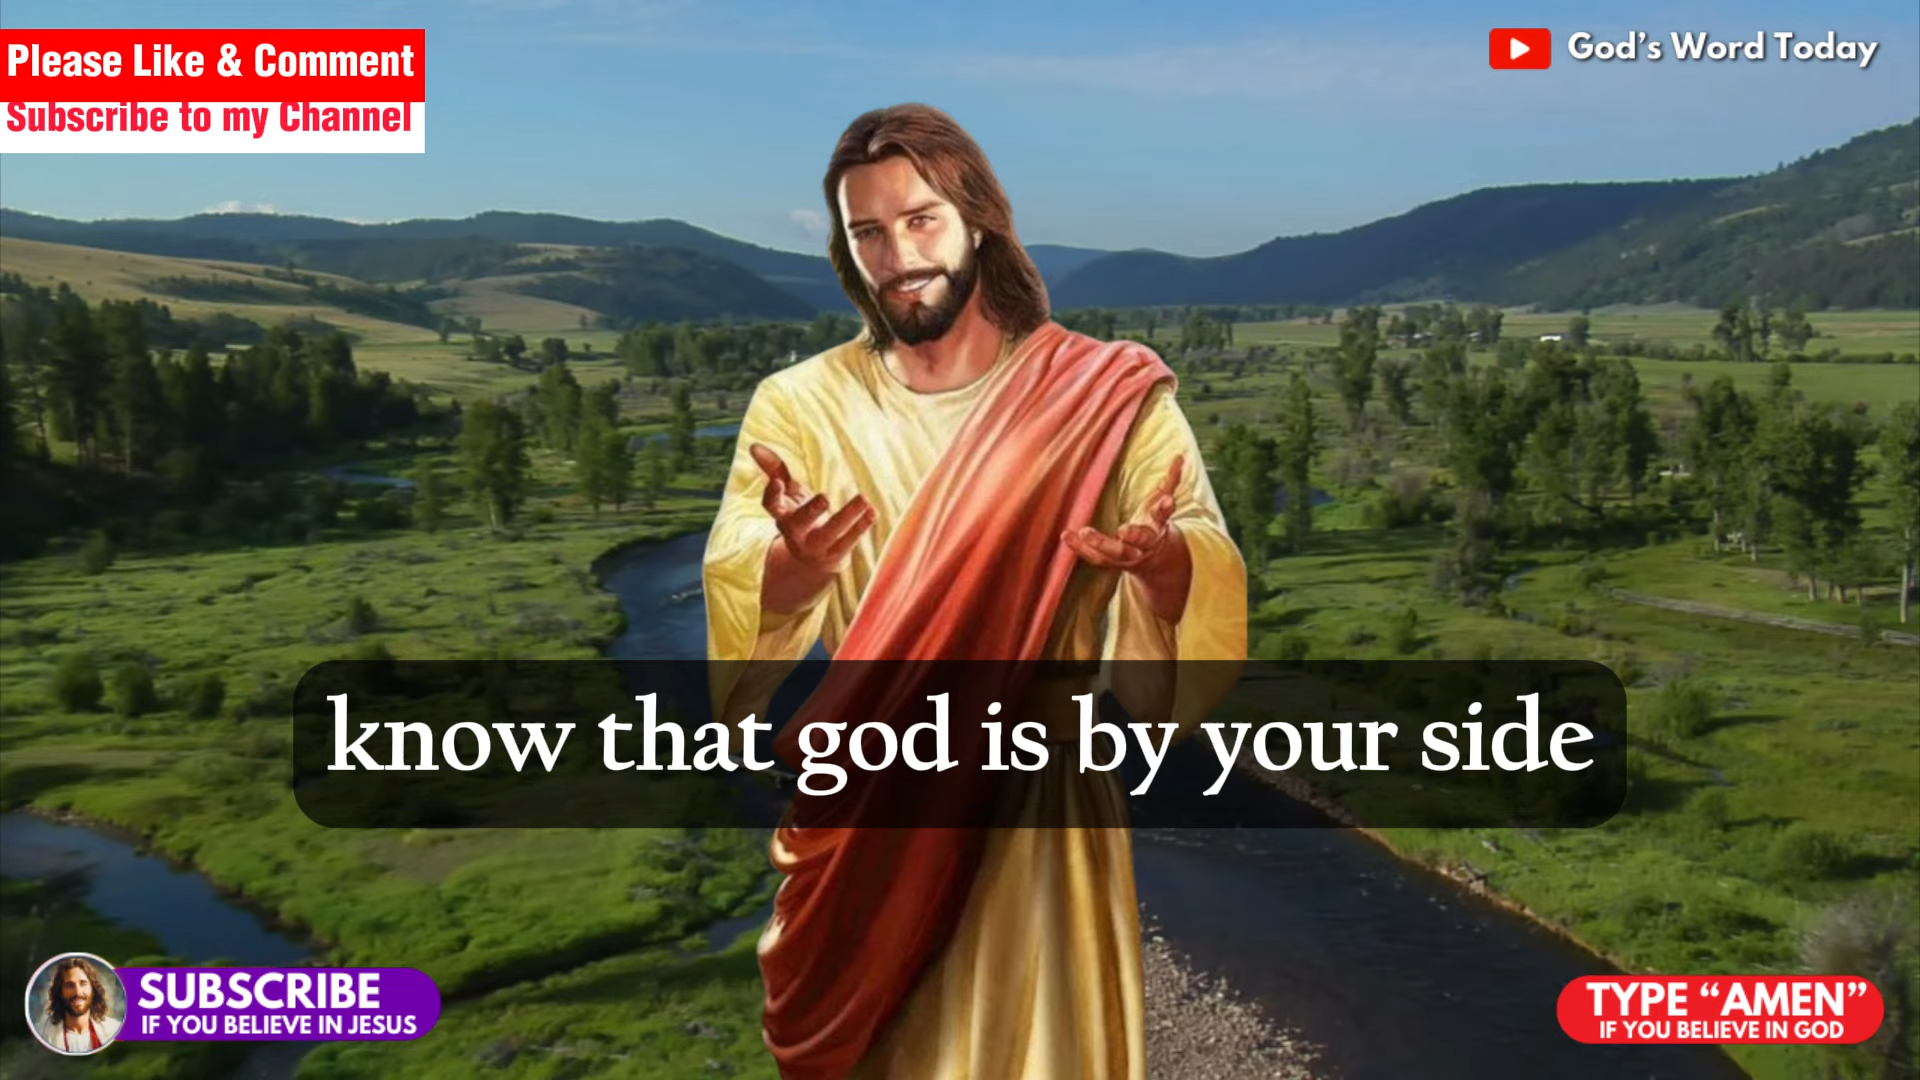 Please Like & Comment
Subscribe to my Channel
God's Word Today
know that god is by your side
SUBSCRIBE
IF YOU BELIEVE IN JESUS
TYPE “AMEN”
IF YOU BELIEVE IN GOD